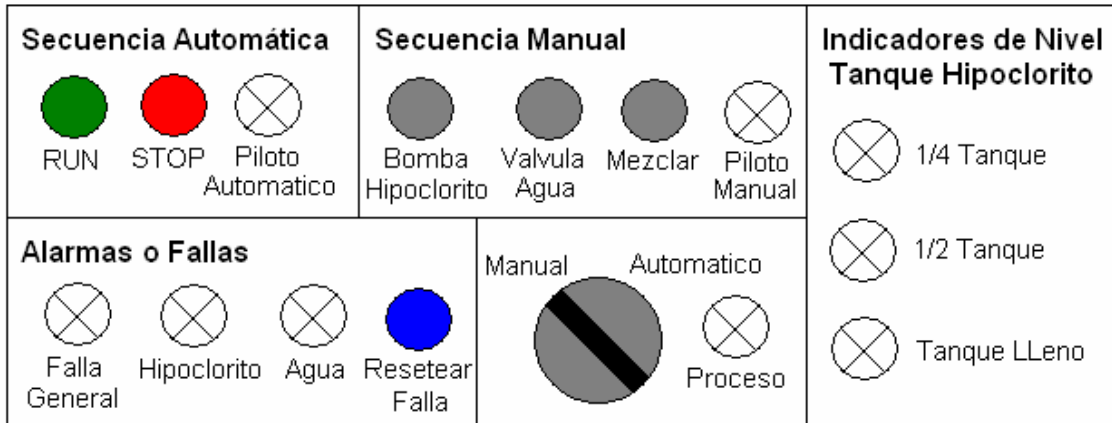 Secuencia Automática
RUN
STOP
Piloto
Automatico
Secuencia Manual
Bomba
Hipoclorito
Valvula
Agua
Mezclar
Piloto
Manual
Indicadores de Nivel
Tanque Hipoclorito
1/4 Tanque
1/2 Tanque
Tanque LLeno
Alarmas o Fallas
Falla
General
Hipoclorito
Agua
Resetear
Falla
Manual
Automatico
Proceso